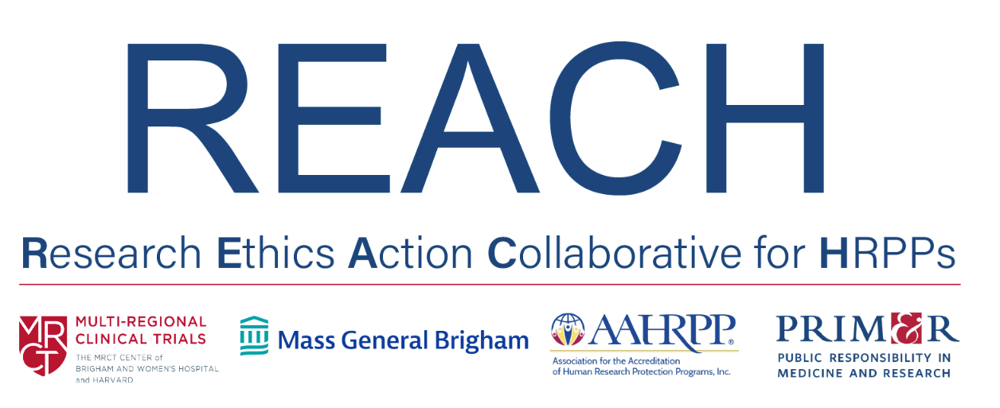 REACH
Research Ethics Action Collaborative for HRPPs
MRCT
MULTI-REGIONAL
CLINICAL TRIALS
THE MRCT CENTER of
BRIGHAM AND WOMEN'S HOSPITAL
and HARVARD
Mass General Brigham
AAHRPP®
Association for the Accreditation
of Human Research Protection Programs, Inc.
PRIM&R
PUBLIC RESPONSIBILITY IN
MEDICINE AND RESEARCH